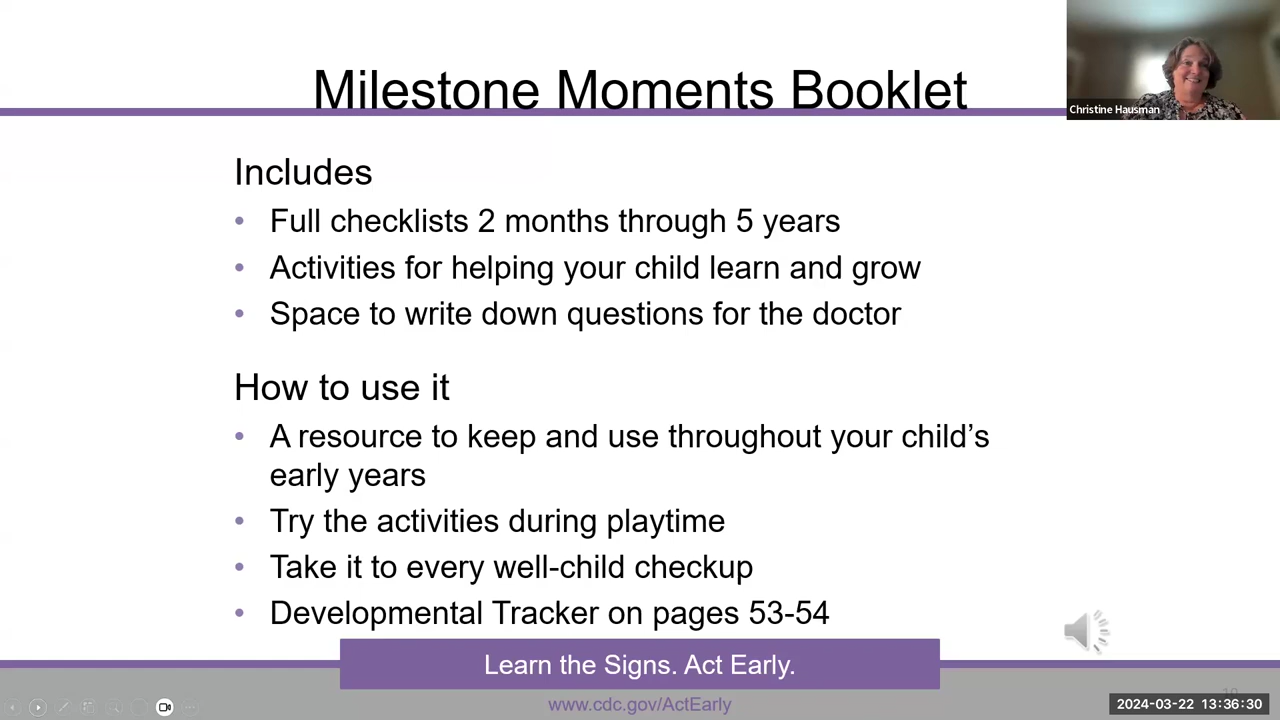 Milestone Moments Booklet
Christine Hausman
Includes
• Full checklists 2 months through 5 years
• Activities for helping your child learn and grow
• Space to write down questions for the doctor
How to use it
• A resource to keep and use throughout your child’s
early years
• Try the activities during playtime
• Take it to every well-child checkup
• Developmental Tracker on pages 53-54
Learn the Signs. Act Early.
www.cdc.gov/ActEarly
2024-03-22 13:36:30